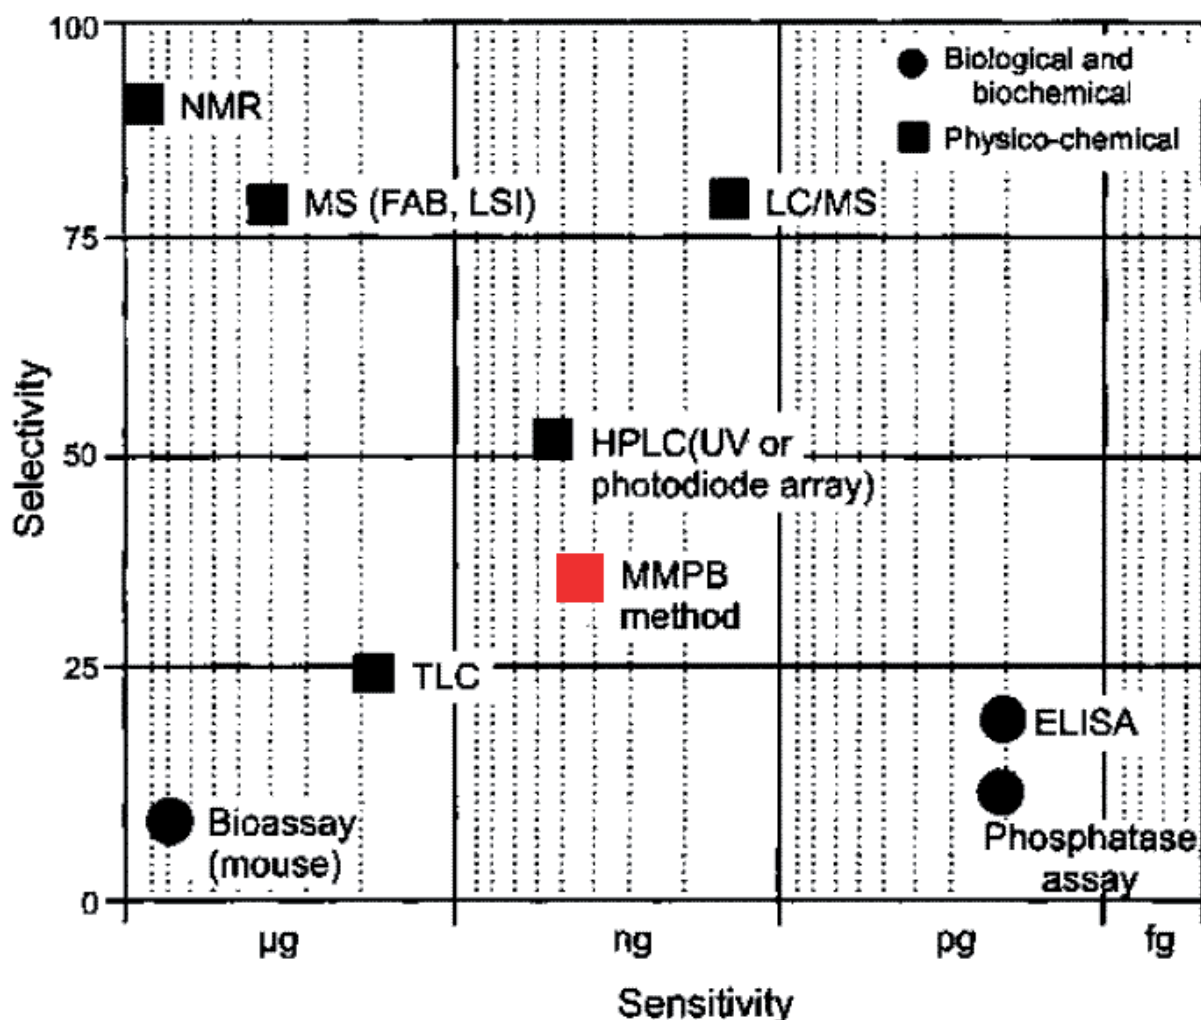 100
Biological and
biochemical
Physico-chemical
NMR
MS (FAB, LSI)
LC/MS
75
HPLC(UV or
photodiode array)
50
Selectivity
MMPB
method
25
TLC
ELISA
Bioassay
(mouse)
Phosphatase
assay
0
µg
ng
pg
fg
Sensitivity